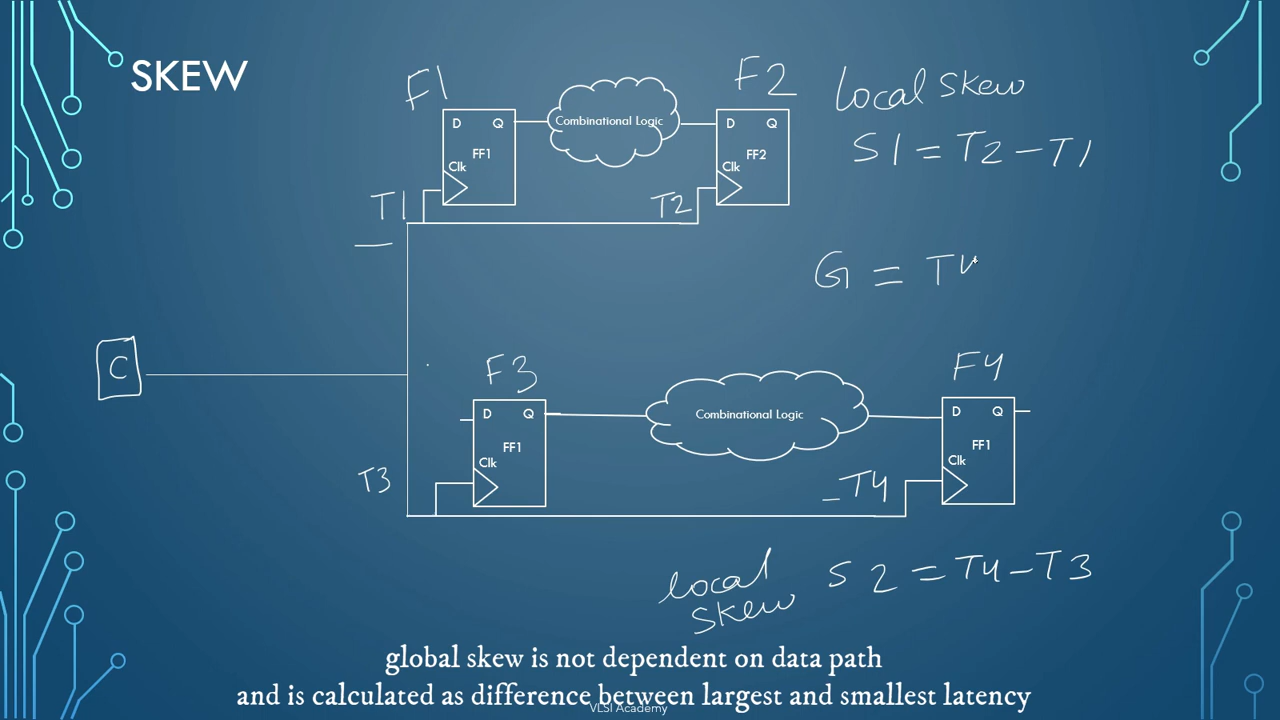 SKEW
F1
F2
local skew
S1 = T2 - T1
D Q
FF1
Clk
Combinational Logic
D Q
FF2
Clk
T1
T2
G = T4
C
F3
F4
D Q
FF1
Clk
Combinational Logic
D Q
FF1
Clk
T3
T4
local
skew
S2 = T4 - T3
global skew is not dependent on data path
and is calculated as difference between largest and smallest latency
VLSI Academy